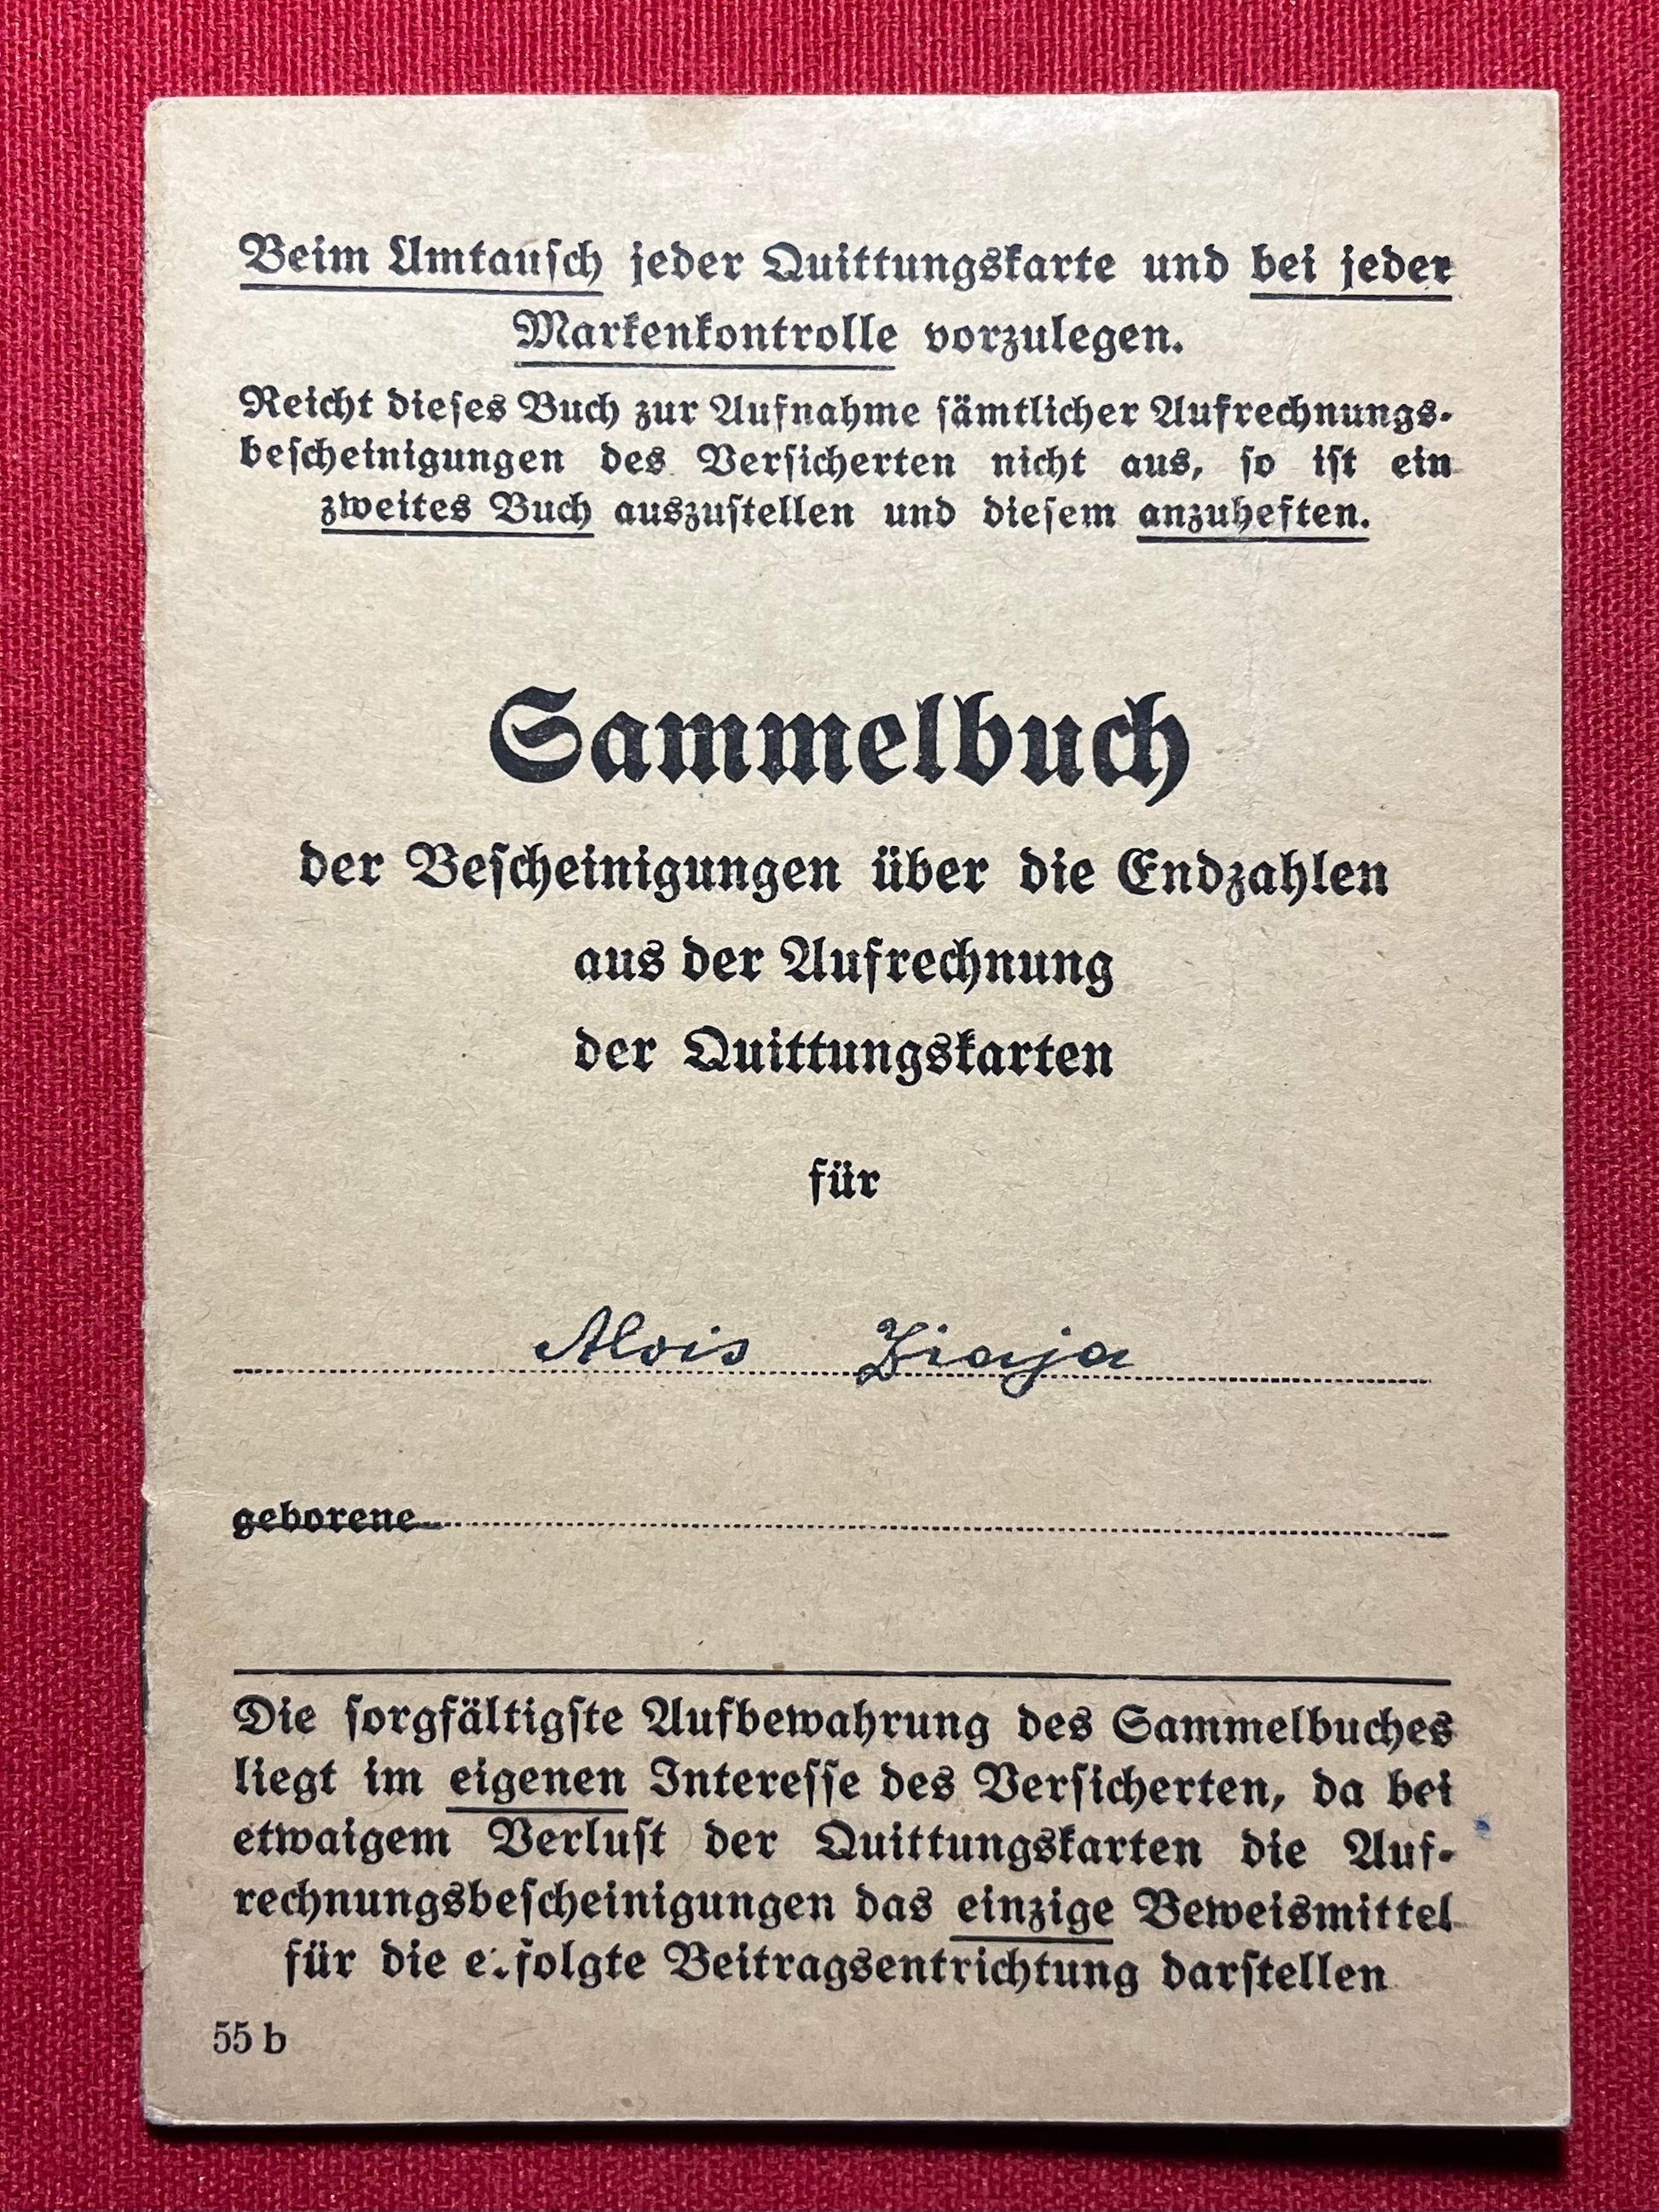 Beim Umtausch jeder Quittungskarte und bei jeder
Markenkontrolle vorzulegen.
Reicht dieses Buch zur Aufnahme sämtlicher Aufrechnungs-
bescheinigungen des Versicherten nicht aus, so ist ein
zweites Buch auszustellen und diesem anzuheften.
Sammelbuch
der Bescheinigungen über die Endzahlen
aus der Aufrechnung
der Quittungskarten
für
Alois Ziaja
geborene
Die sorgfältigste Aufbewahrung des Sammelbuches
liegt im eigenen Interesse des Versicherten, da bei
etwaigem Verlust der Quittungskarten die Auf-
rechnungsbescheinigungen das einzige Beweismittel
für die erfolgte Beitragsentrichtung darstellen
55 b